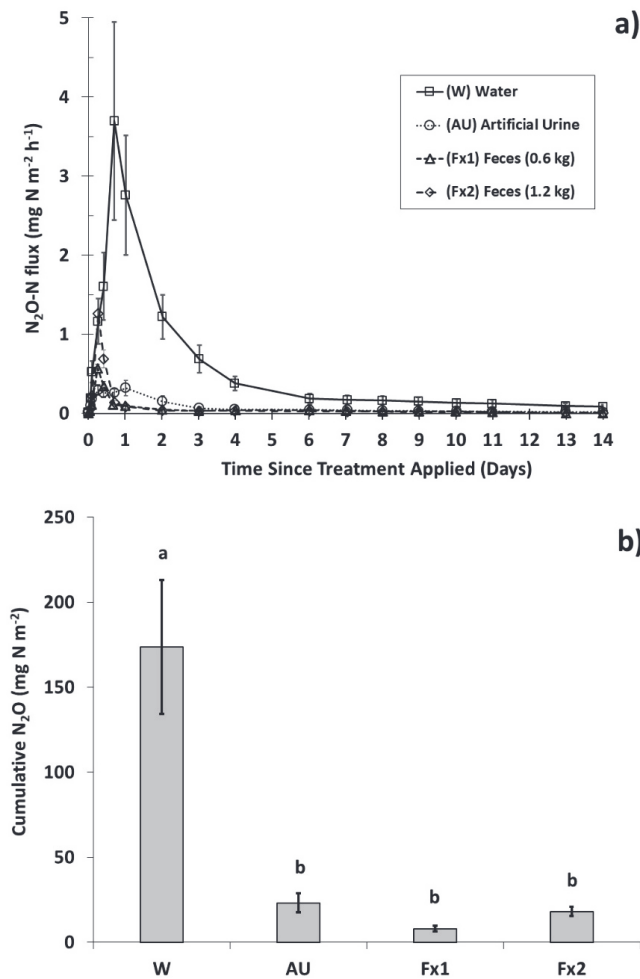 a)
5
4
3
2
1
0
N₂O-N flux (mg N m⁻² h⁻¹)
(W) Water
(AU) Artificial Urine
(Fx1) Feces (0.6 kg)
(Fx2) Feces (1.2 kg)
0 1 2 3 4 5 6 7 8 9 10 11 12 13 14
Time Since Treatment Applied (Days)
b)
250
200
150
100
50
0
Cumulative N₂O (mg N m⁻²)
a
b
b
b
W AU Fx1 Fx2